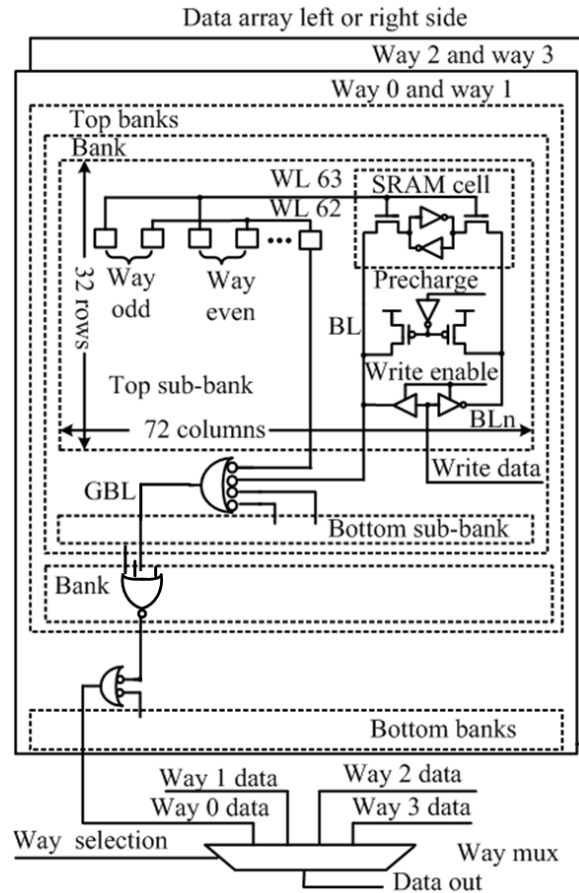 Data array left or right side
Way 2 and way 3
Way 0 and way 1
Top banks
Bank
WL 63
SRAM cell
WL 62
Way odd
Way even
32 rows
Precharge
BL
Write enable
Top sub-bank
72 columns
BLn
Write data
GBL
Bottom sub-bank
Bank
Bottom banks
Way 1 data
Way 2 data
Way 0 data
Way 3 data
Way selection
Way mux
Data out